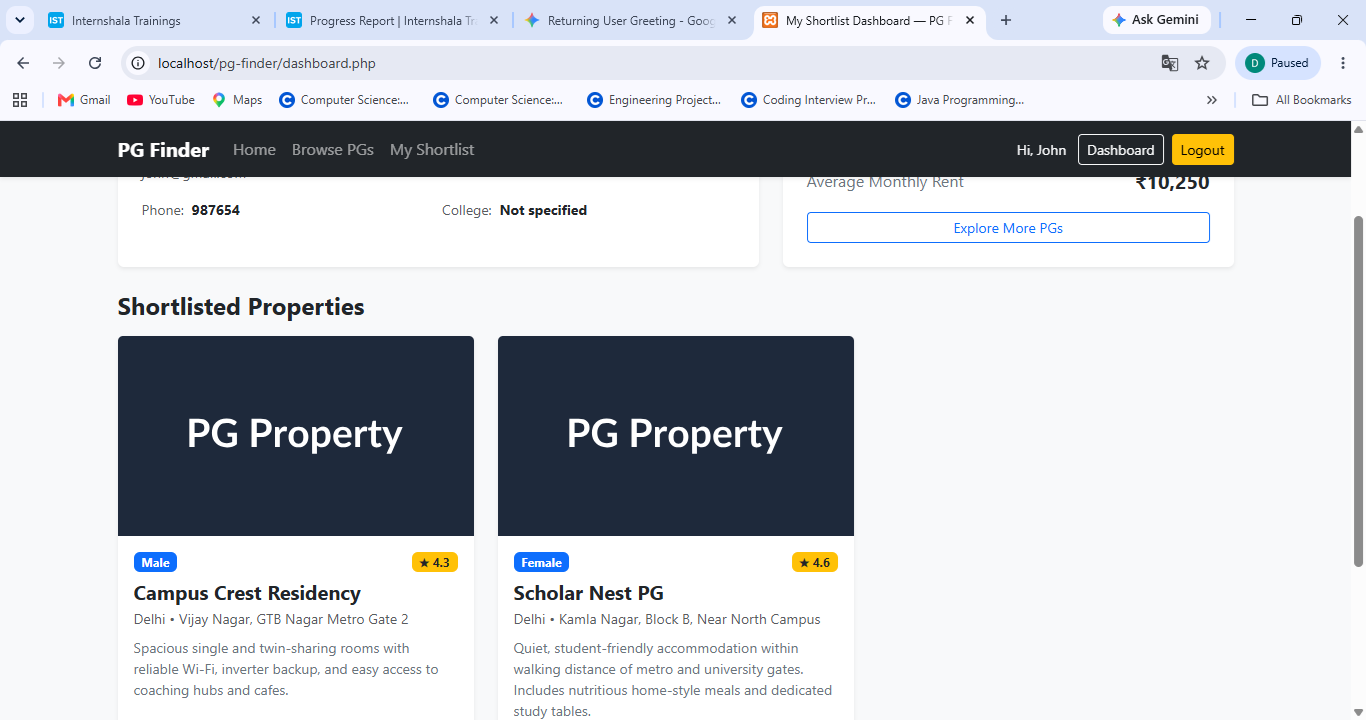 Internshala Trainings
Progress Report | Internshala Tr
Returning User Greeting - Goog
My Shortlist Dashboard — PG F
Ask Gemini
localhost/pg-finder/dashboard.php
D Paused
Gmail
YouTube
Maps
Computer Science:...
Computer Science:...
Engineering Project...
Coding Interview Pr...
Java Programming...
All Bookmarks
PG Finder Home Browse PGs My Shortlist
Hi, John Dashboard Logout
john@gmail.com
Average Monthly Rent ₹10,250
Phone: 987654
College: Not specified
Explore More PGs
Shortlisted Properties
PG Property
Male ★ 4.3
Campus Crest Residency
Delhi • Vijay Nagar, GTB Nagar Metro Gate 2
Spacious single and twin-sharing rooms with
reliable Wi-Fi, inverter backup, and easy access to
coaching hubs and cafes.
PG Property
Female ★ 4.6
Scholar Nest PG
Delhi • Kamla Nagar, Block B, Near North Campus
Quiet, student-friendly accommodation within
walking distance of metro and university gates.
Includes nutritious home-style meals and dedicated
study tables.